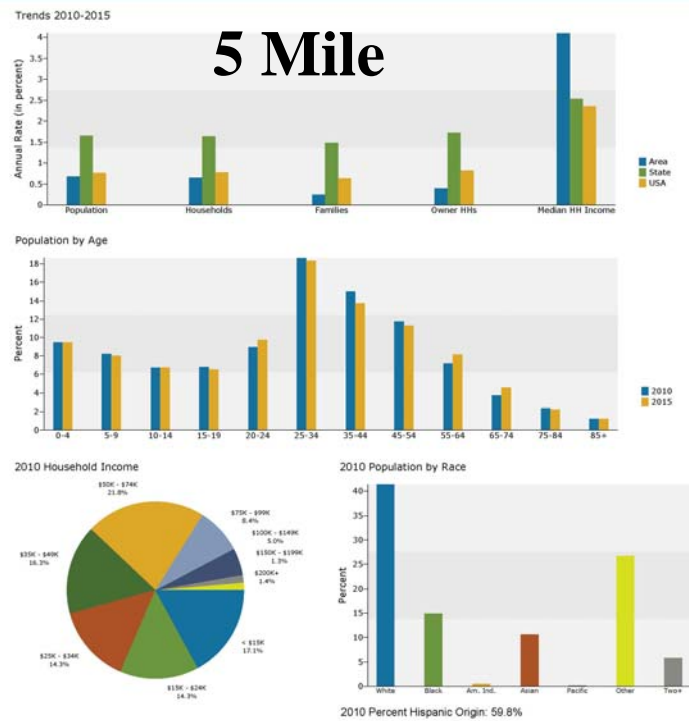 Trends 2010-2015
5 Mile
Annual Rate (in percent)
4
3.5
3
2.5
2
1.5
1
0.5
0
Population Households Families Owner HHs Median HH Income
Area
State
USA
Population by Age
Percent
18
16
14
12
10
8
6
4
2
0
0-4 5-9 10-14 15-19 20-24 25-34 35-44 45-54 55-64 65-74 75-84 85+
2010
2015
2010 Household Income
$50K - $74K
21.8%
$75K - $99K
8.4%
$100K - $149K
5.0%
$150K - $199K
1.3%
$200K+
1.4%
< $15K
17.1%
$15K - $24K
14.3%
$25K - $34K
14.3%
$35K - $49K
16.3%
2010 Population by Race
Percent
40
35
30
25
20
15
10
5
0
White Black Am. Ind. Asian Pacific Other Two+
2010 Percent Hispanic Origin: 59.8%